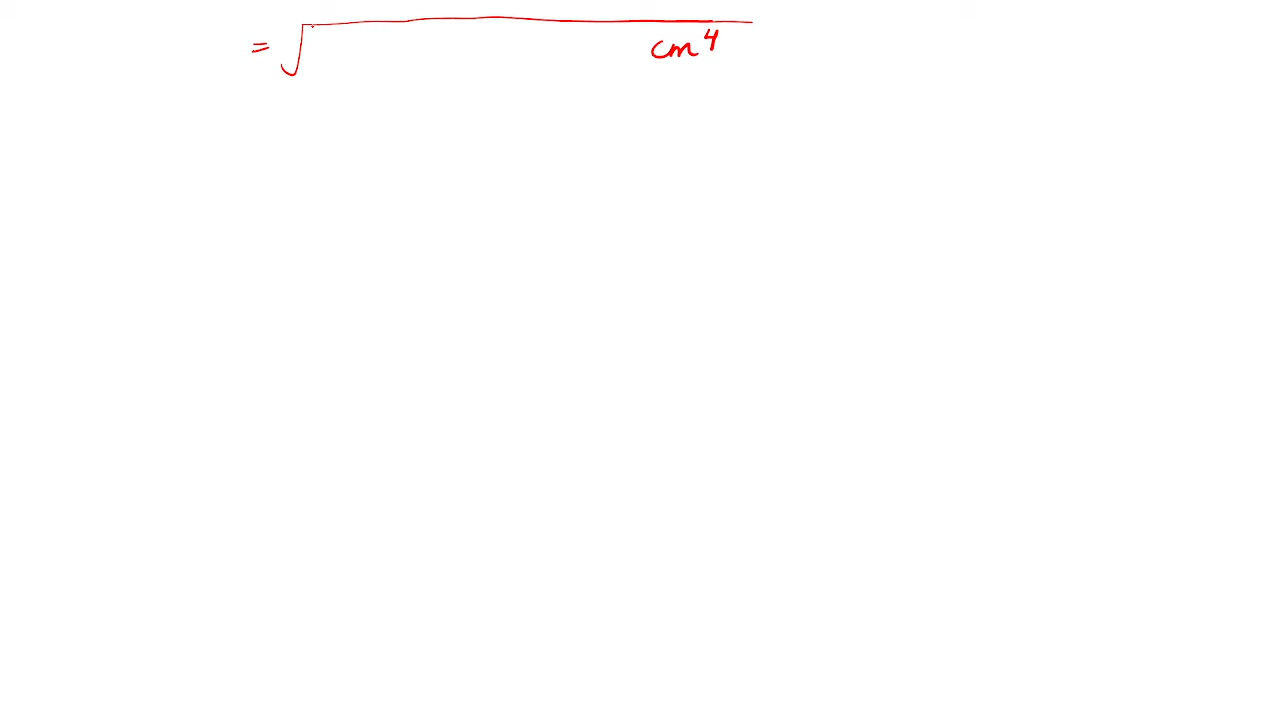 = √ cm⁴